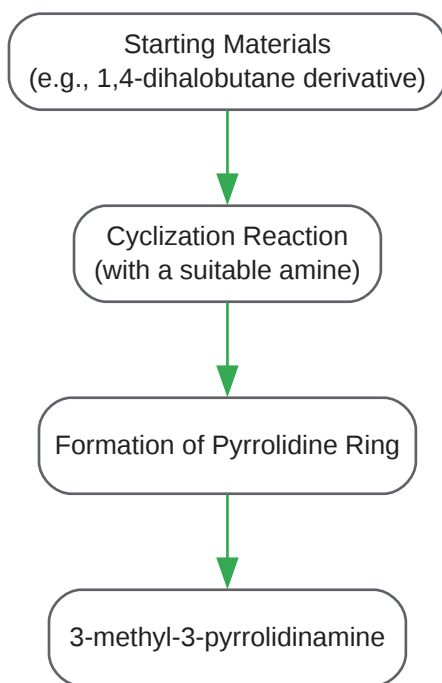 Starting Materials
(e.g., 1,4-dihalobutane derivative)
Cyclization Reaction
(with a suitable amine)
Formation of Pyrrolidine Ring
3-methyl-3-pyrrolidinamine